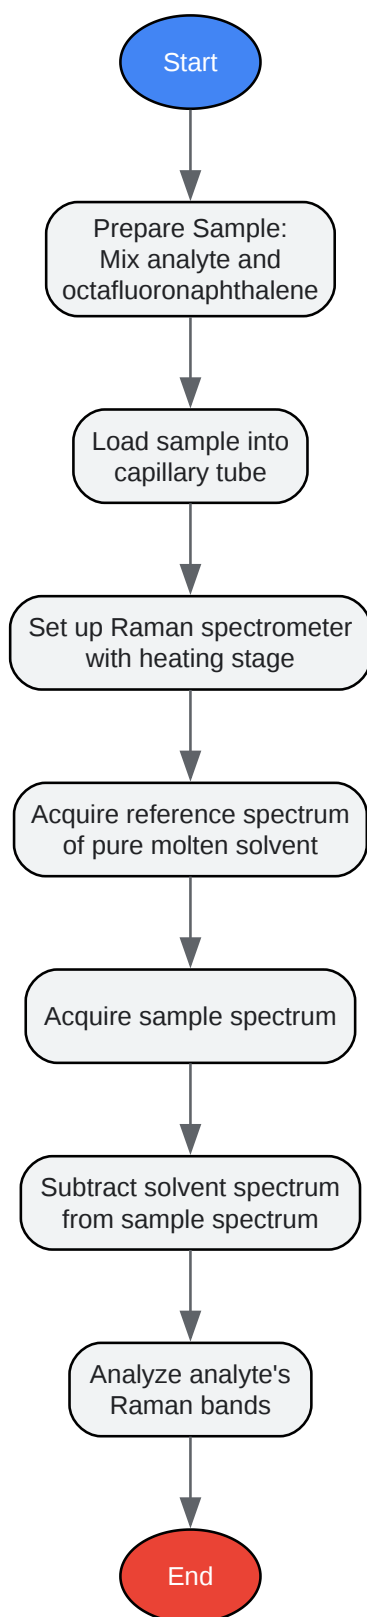 Start
Prepare Sample:
Mix analyte and
octafluoronaphthalene
Load sample into
capillary tube
Set up Raman spectrometer
with heating stage
Acquire reference spectrum
of pure molten solvent
Acquire sample spectrum
Subtract solvent spectrum
from sample spectrum
Analyze analyte's
Raman bands
End